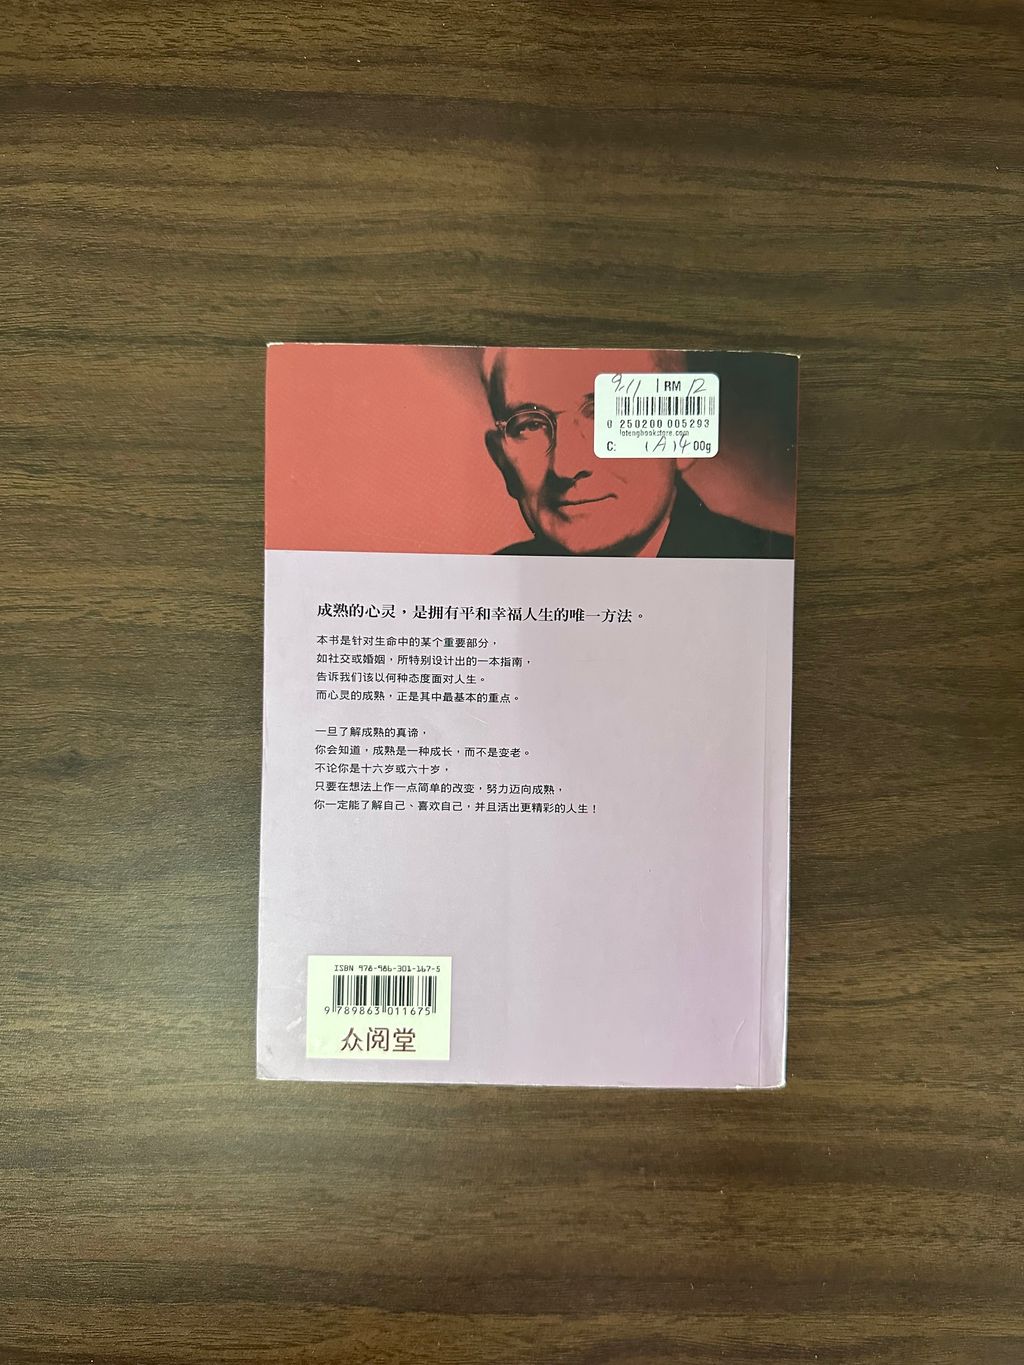 RM 12
0 250200 005293
C: (A) 14 00g
成熟的心灵，是拥有平和幸福人生的唯一方法。
本书是针对生命中的某个重要部分，
如社交或婚姻，所特别设计出的一本指南，
告诉我们该以何种态度面对人生。
而心灵的成熟，正是其中最基本的重点。
一旦了解成熟的真谛，
你会知道，成熟是一种成长，而不是变老。
不论你是十六岁或六十岁，
只要在想法上作一点简单的改变，努力迈向成熟，
你一定能了解自己、喜欢自己，并且活出更精彩的人生！
ISBN 978-986-301-167-5
9 789863 011675
众阅堂